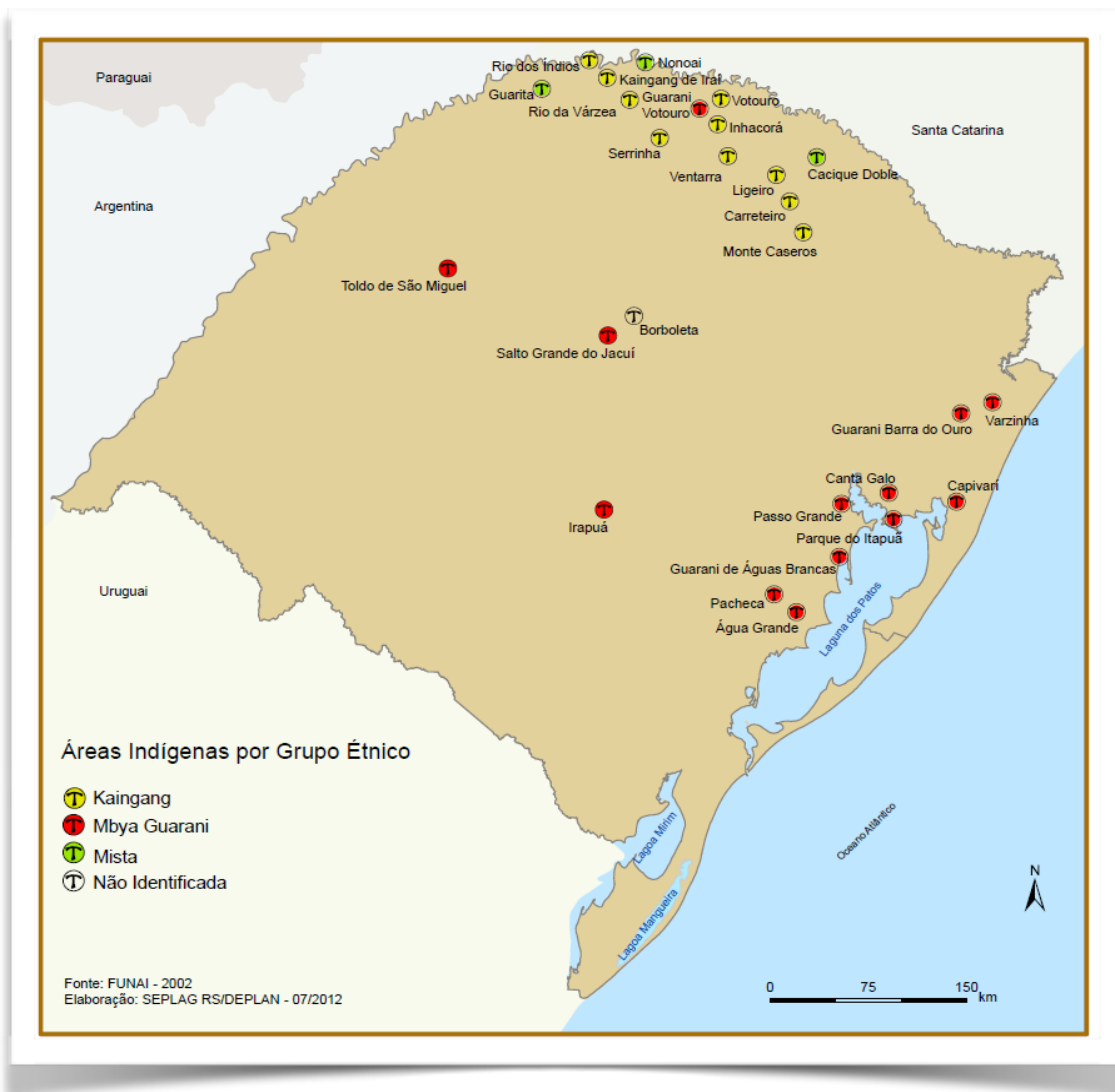 Paraguai
Rio dos Índios
Nonoai
Kaingang de Iraí
Guarita
Rio da Várzea
Guarani
Votouro
Votouro
Inhacorá
Santa Catarina
Serrinha
Ventarra
Cacique Doble
Ligeiro
Carreteiro
Argentina
Monte Caseros
Toldo de São Miguel
Borboleta
Salto Grande do Jacuí
Varzinha
Guarani Barra do Ouro
Canta Galo
Capivari
Passo Grande
Irapuá
Parque do Itapuã
Guarani de Águas Brancas
Uruguai
Pacheca
Água Grande
Laguna dos Patos
Áreas Indígenas por Grupo Étnico
Kaingang
Mbya Guarani
Mista
Não Identificada
Lagoa Mirim
Lagoa Mangueira
Oceano Atlântico
N
Fonte: FUNAI - 2002
Elaboração: SEPLAG RS/DEPLAN - 07/2012
0 75 150 km